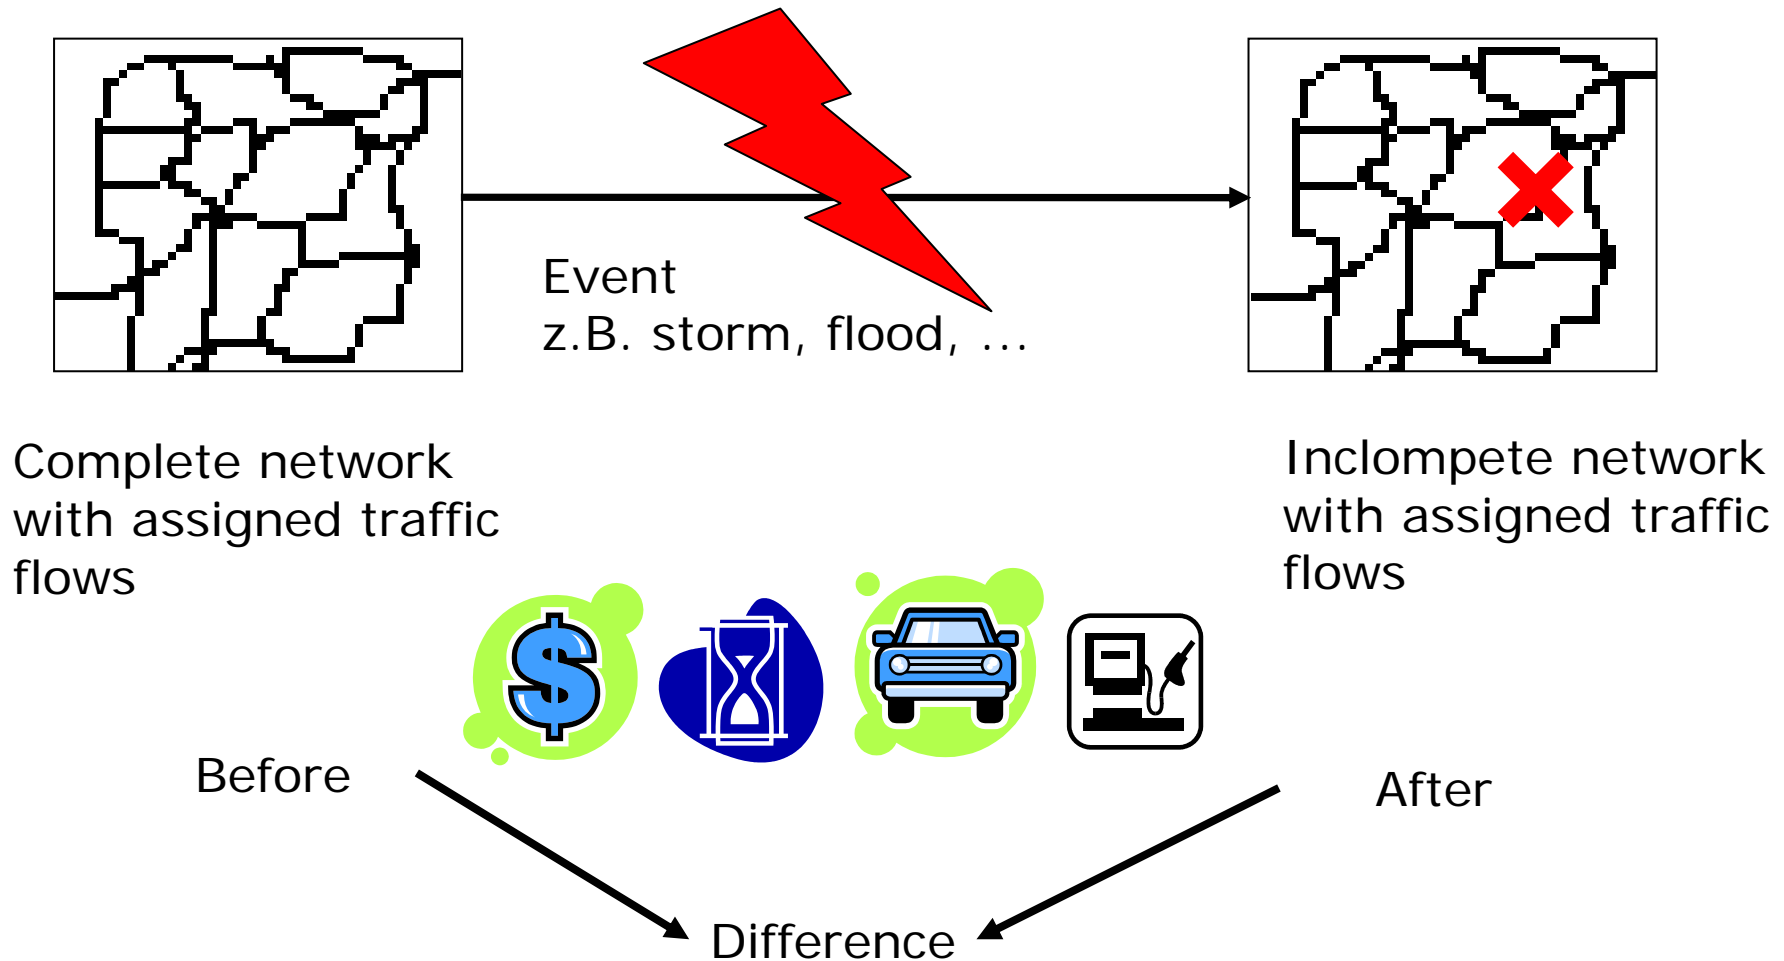 Event
z.B. storm, flood, ...
Complete network
with assigned traffic
flows
Inclompete network
with assigned traffic
flows
$
Before
After
Difference